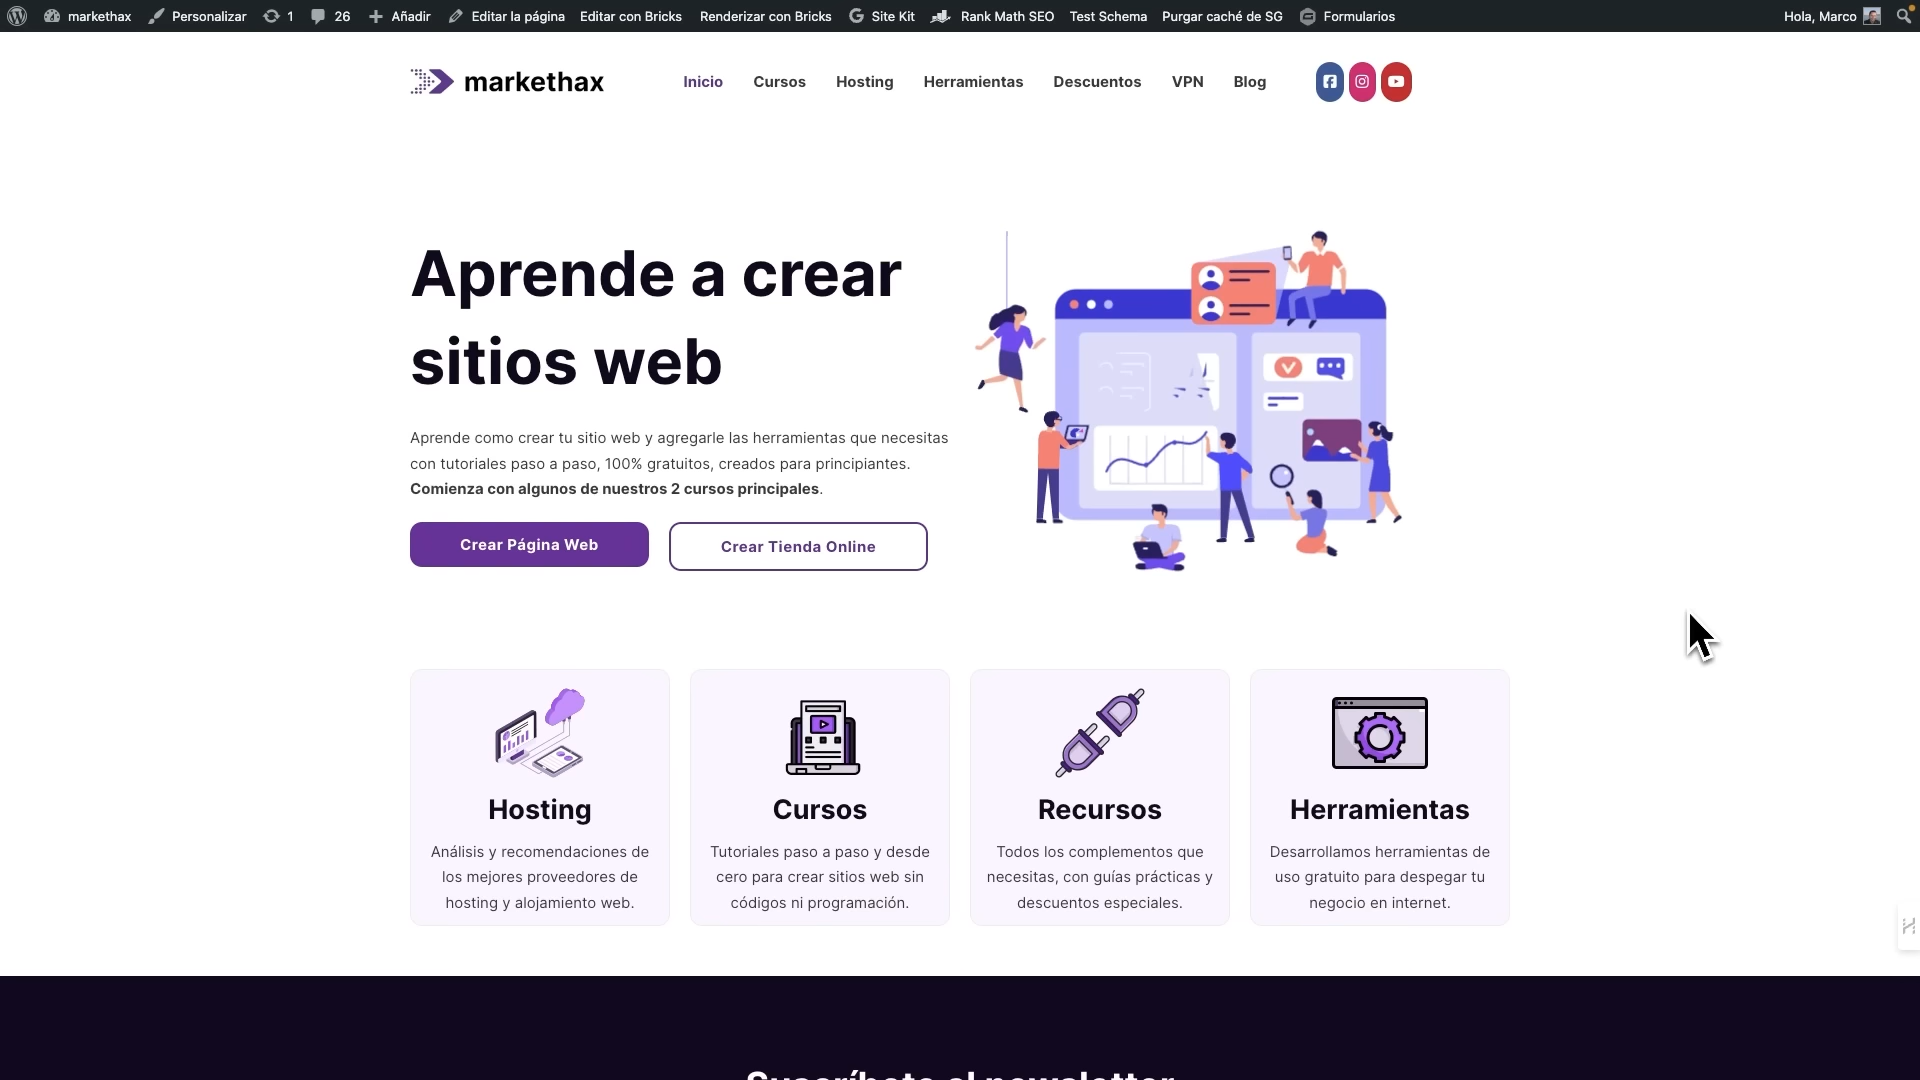 markethax Personalizar 1 26 Añadir Editar la página Editar con Bricks Renderizar con Bricks Site Kit Rank Math SEO Test Schema Purgar caché de SG Formularios Hola, Marco
markethax Inicio Cursos Hosting Herramientas Descuentos VPN Blog
Aprende a crear
sitios web
Aprende como crear tu sitio web y agregarle las herramientas que necesitas
con tutoriales paso a paso, 100% gratuitos, creados para principiantes.
Comienza con algunos de nuestros 2 cursos principales.
Crear Página Web Crear Tienda Online
Hosting
Análisis y recomendaciones de
los mejores proveedores de
hosting y alojamiento web.
Cursos
Tutoriales paso a paso y desde
cero para crear sitios web sin
códigos ni programación.
Recursos
Todos los complementos que
necesitas, con guías prácticas y
descuentos especiales.
Herramientas
Desarrollamos herramientas de
uso gratuito para despegar tu
negocio en internet.
Suscríbete al newsletter